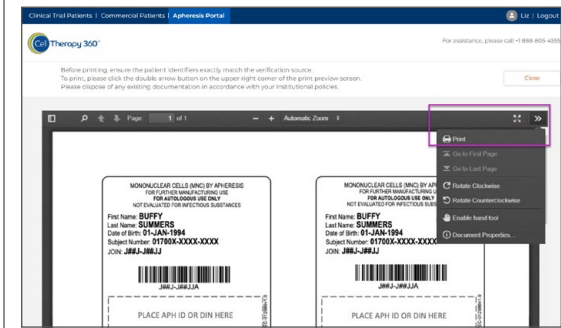 Clinical Trial Patients | Commercial Patients | Apheresis Portal
Liz | Logout
Cell Therapy 360°
For assistance, please call +1 888-805-4555
Before printing, ensure the patient identifiers exactly match the verification source.
To print, please click the double arrow button on the upper right corner of the print preview screen.
Please dispose of any existing documentation in accordance with your institutional policies.
Close
Page: 1 of 1
Automatic Zoom
Print
Go to First Page
Go to Last Page
Rotate Clockwise
Rotate Counterclockwise
Enable hand tool
Document Properties...
MONONUCLEAR CELLS (MNC) BY APHERESIS
FOR FURTHER MANUFACTURING USE
FOR AUTOLOGOUS USE ONLY
NOT EVALUATED FOR INFECTIOUS SUBSTANCES
First Name: BUFFY
Last Name: SUMMERS
Date of Birth: 01-JAN-1994
Subject Number: 01700X-XXXX-XXXX
JOIN: J##J-J##JJ
J##J-J##JJA
PLACE APH ID OR DIN HERE
MONONUCLEAR CELLS (MNC) BY
FOR FURTHER MANUFACTURING
FOR AUTOLOGOUS USE ONLY
NOT EVALUATED FOR INFECTIOUS
First Name: BUFFY
Last Name: SUMMERS
Date of Birth: 01-JAN-1994
Subject Number: 01700X-XXXX-XXXX
JOIN: J##J-J##JJ
J##J-J##JJA
PLACE APH ID OR DIN HERE